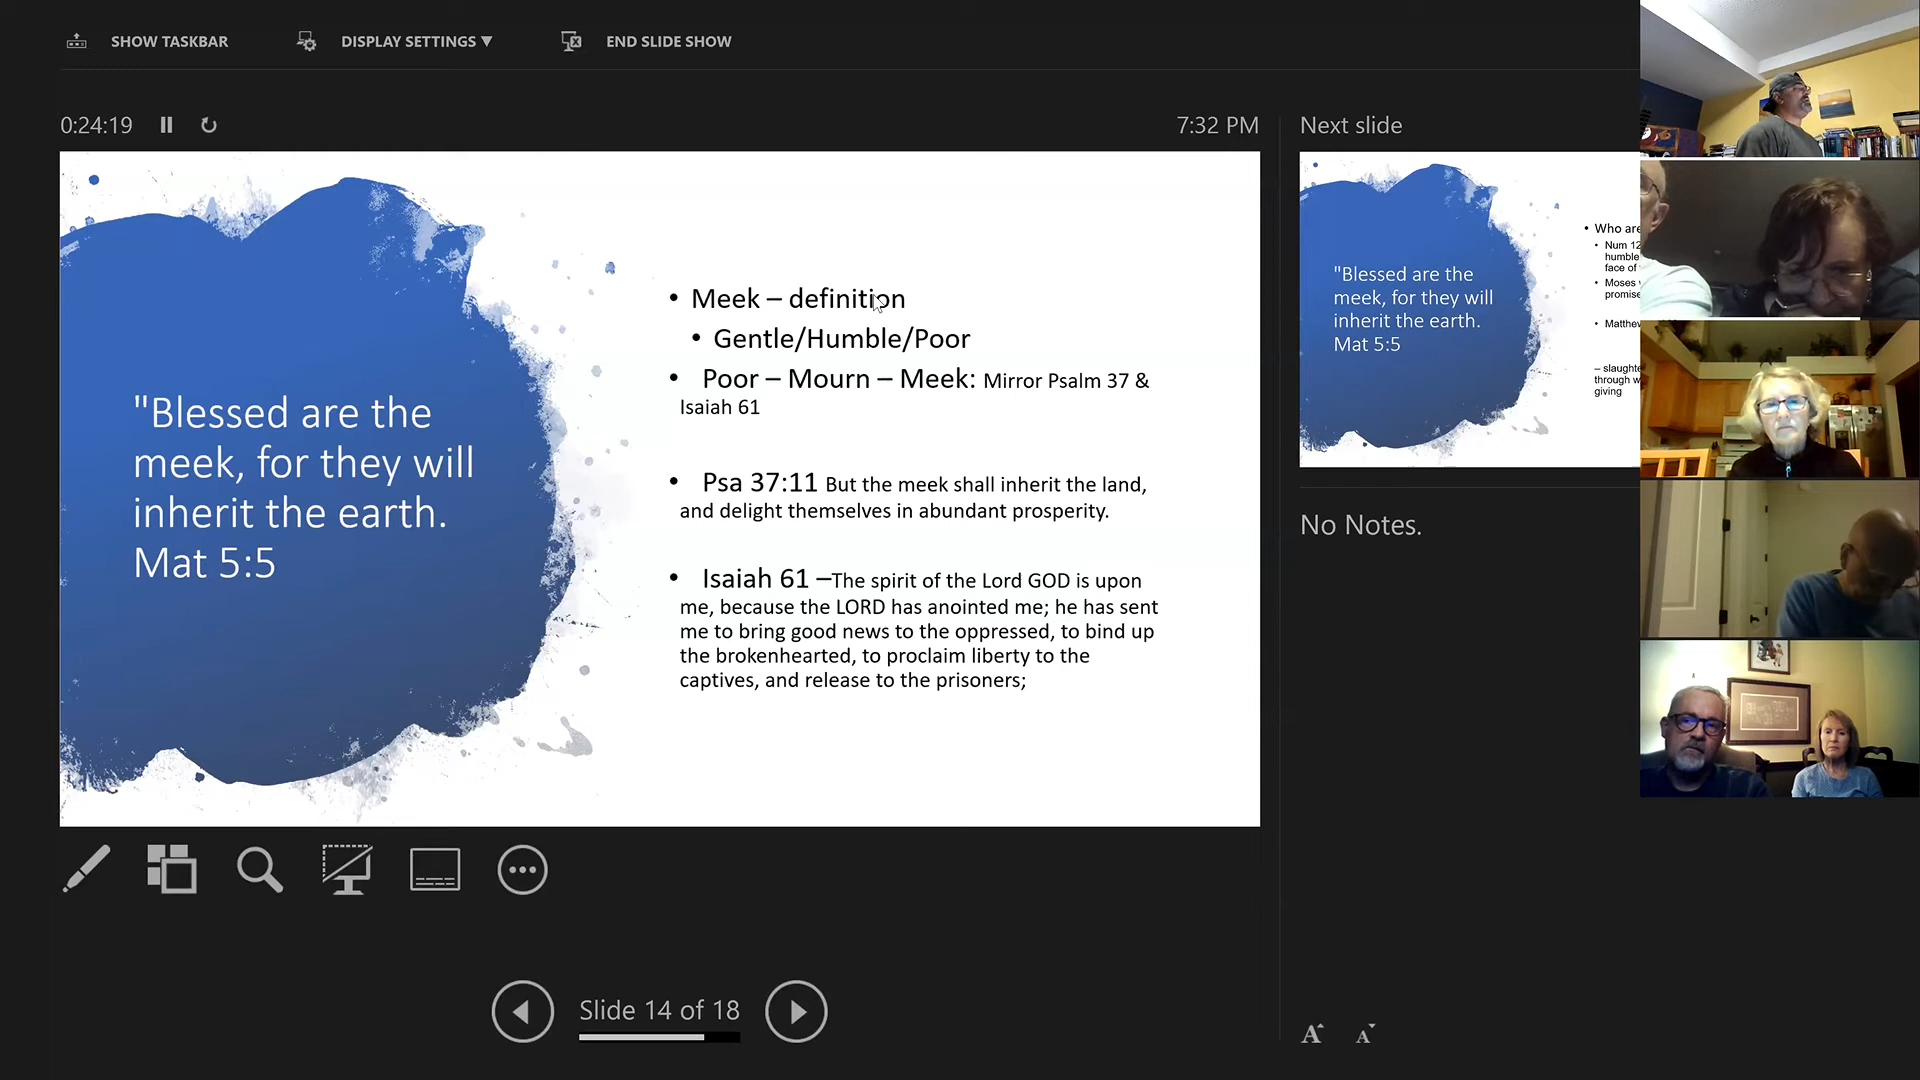 SHOW TASKBAR
DISPLAY SETTINGS ▼
END SLIDE SHOW
0:24:19
7:32 PM
Next slide
"Blessed are the
meek, for they will
inherit the earth.
Mat 5:5
• Meek – definition
• Gentle/Humble/Poor
• Poor – Mourn – Meek: Mirror Psalm 37 &
Isaiah 61
• Psa 37:11 But the meek shall inherit the land,
and delight themselves in abundant prosperity.
• Isaiah 61 –The spirit of the Lord GOD is upon
me, because the LORD has anointed me; he has sent
me to bring good news to the oppressed, to bind up
the brokenhearted, to proclaim liberty to the
captives, and release to the prisoners;
"Blessed are the
meek, for they will
inherit the earth.
Mat 5:5
• Who are
• Num 12
humble
face of
• Moses
promise
• Matthew
– slaughte
through w
giving
No Notes.
Slide 14 of 18
A A